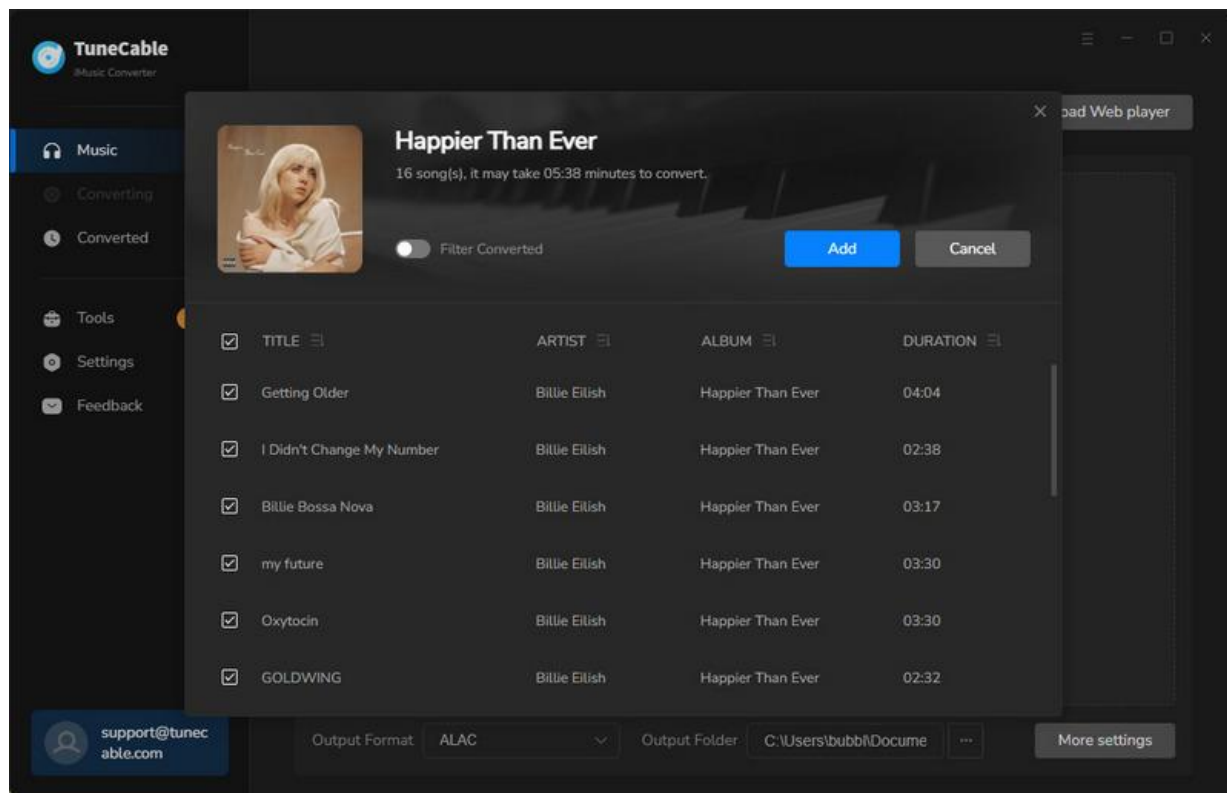 TuneCable
iMusic Converter
Music
Converting
Converted
Tools
Settings
Feedback
support@tunec
able.com
oad Web player
Happier Than Ever
16 song(s), it may take 05:38 minutes to convert.
Filter Converted
Add
Cancel
TITLE ARTIST ALBUM DURATION
Getting Older Billie Eilish Happier Than Ever 04:04
I Didn't Change My Number Billie Eilish Happier Than Ever 02:38
Billie Bossa Nova Billie Eilish Happier Than Ever 03:17
my future Billie Eilish Happier Than Ever 03:30
Oxytocin Billie Eilish Happier Than Ever 03:30
GOLDWING Billie Eilish Happier Than Ever 02:32
Output Format ALAC Output Folder C:\Users\bubbl\Docume ... More settings